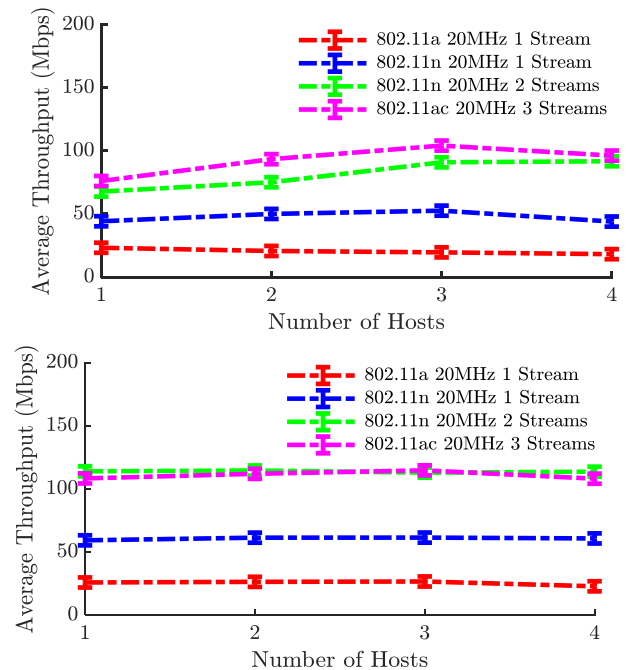 200
150
100
50
0
Average Throughput (Mbps)
802.11a 20MHz 1 Stream
802.11n 20MHz 1 Stream
802.11n 20MHz 2 Streams
802.11ac 20MHz 3 Streams
1 2 3 4
Number of Hosts
200
150
100
50
0
Average Throughput (Mbps)
802.11a 20MHz 1 Stream
802.11n 20MHz 1 Stream
802.11n 20MHz 2 Streams
802.11ac 20MHz 3 Streams
1 2 3 4
Number of Hosts